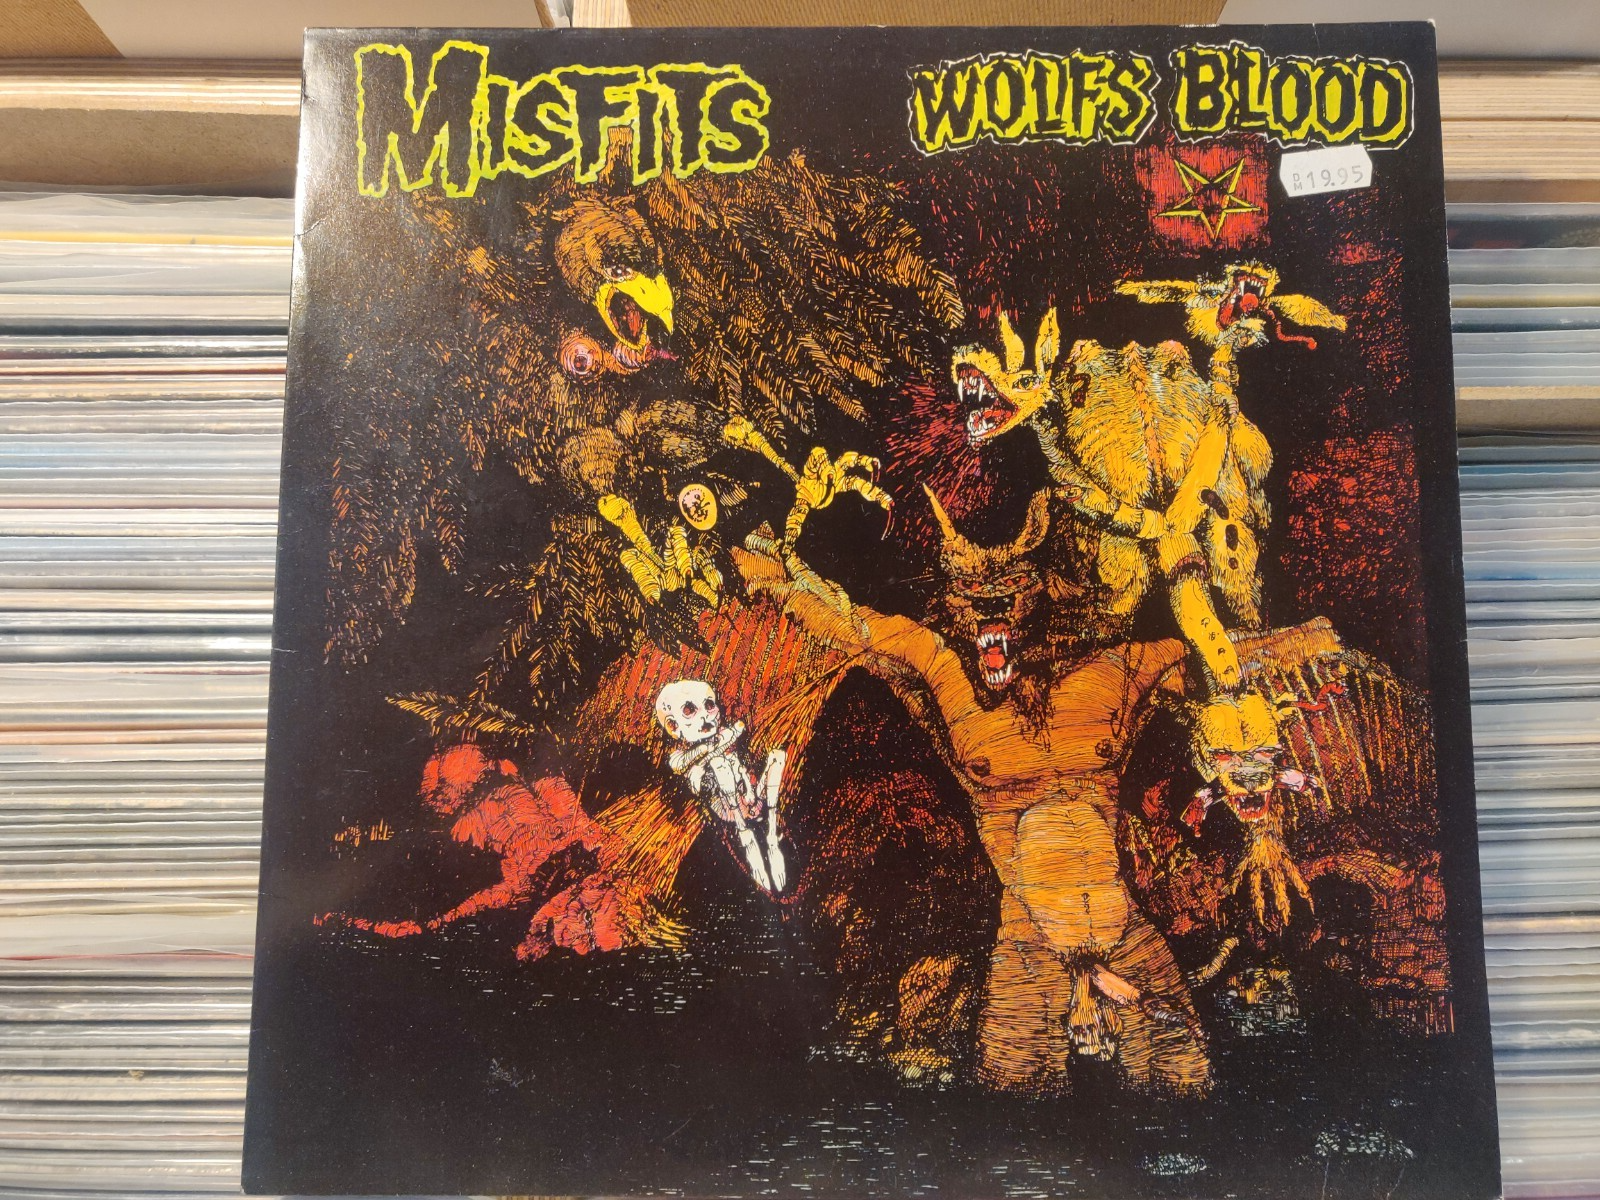 MISFITS
WOLFS BLOOD
DM 19.95